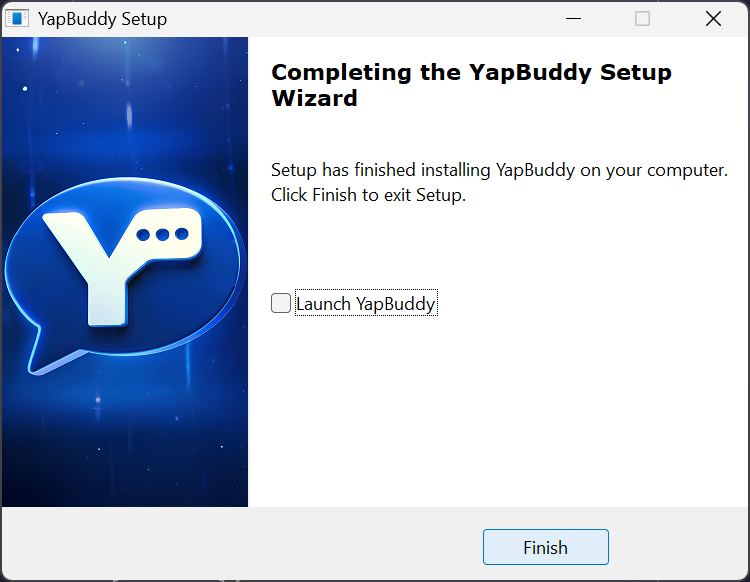 YapBuddy Setup
Completing the YapBuddy Setup
Wizard
Setup has finished installing YapBuddy on your computer.
Click Finish to exit Setup.
Y
Launch YapBuddy
Finish